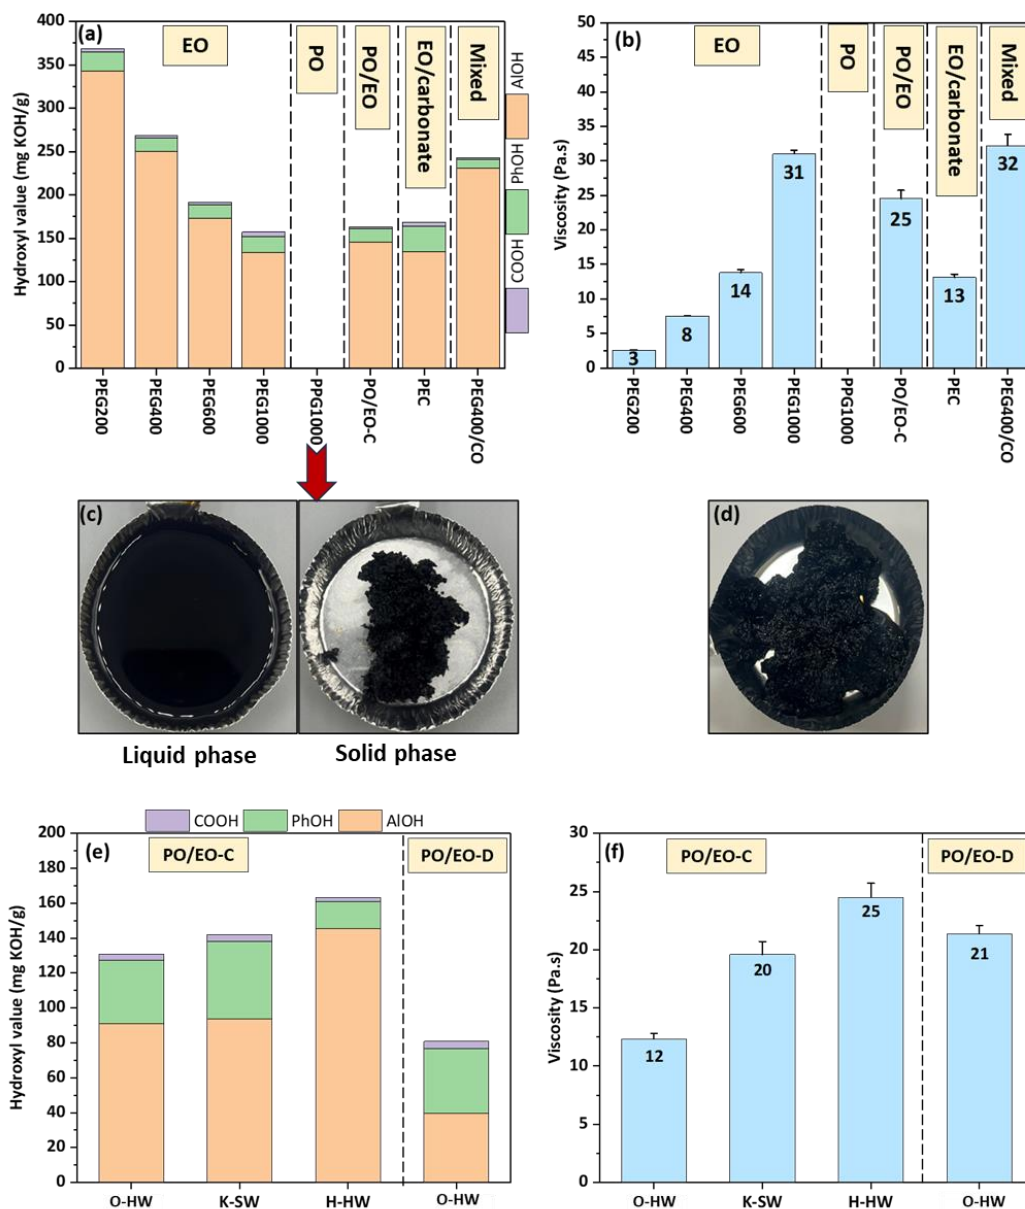 (a)
EO
PO
PO/EO
EO/carbonate
Mixed
Hydroxyl value (mg KOH/g)
400
350
300
250
200
150
100
50
0
PEG200
PEG400
PEG600
PEG1000
PPG1000
PO/EO-C
PEC
PEG400/CO
AlOH
PhOH
COOH
(b)
EO
PO
PO/EO
EO/carbonate
Mixed
Viscosity (Pa.s)
50
45
40
35
30
25
20
15
10
5
0
3
8
14
31
25
13
32
PEG200
PEG400
PEG600
PEG1000
PPG1000
PO/EO-C
PEC
PEG400/CO
(c)
Liquid phase
Solid phase
(d)
COOH PhOH AlOH
(e)
PO/EO-C
PO/EO-D
Hydroxyl value (mg KOH/g)
200
180
160
140
120
100
80
60
40
20
0
O-HW
K-SW
H-HW
O-HW
(f)
PO/EO-C
PO/EO-D
Viscosity (Pa.s)
30
25
20
15
10
5
0
12
20
25
21
O-HW
K-SW
H-HW
O-HW